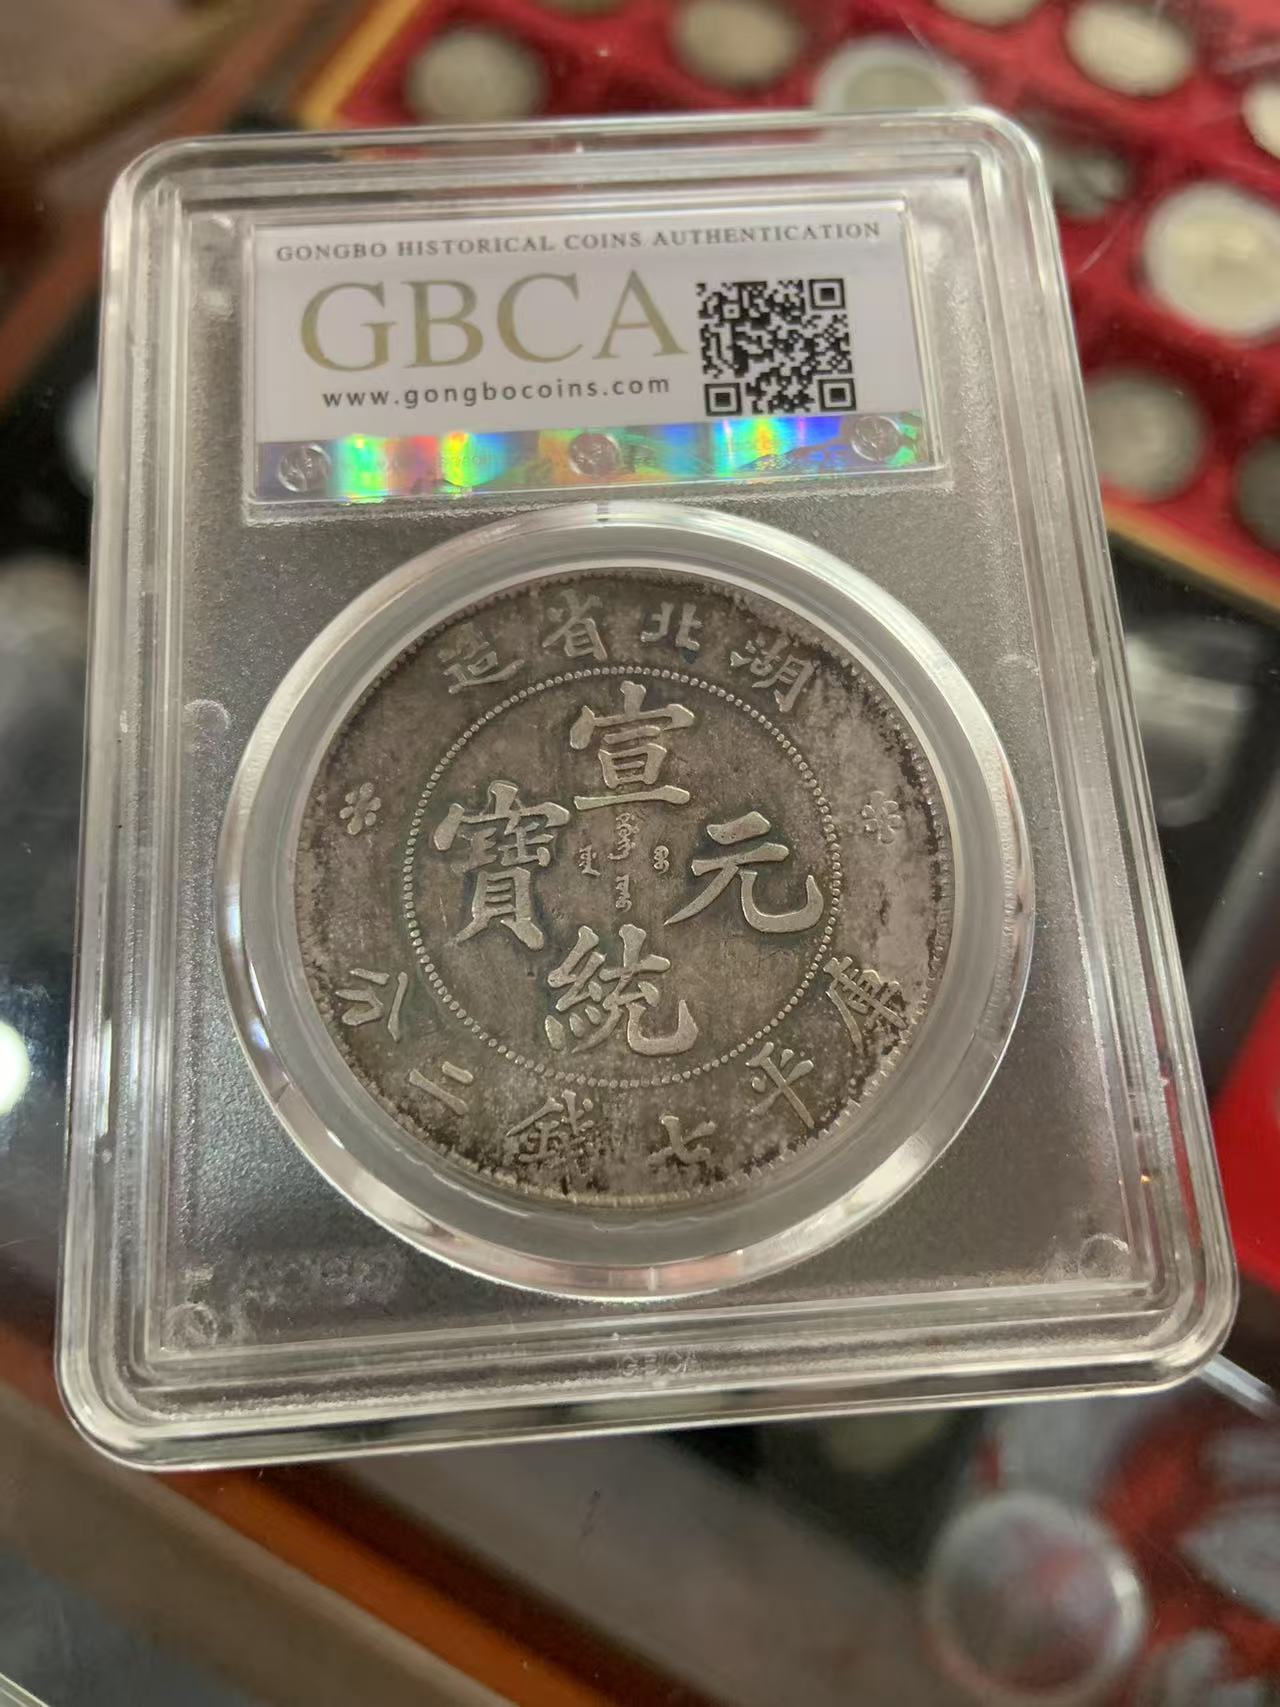 GONGBO HISTORICAL COINS AUTHENTICATION
GBCA
www.gongbocoins.com
造省北湖
宣
寶 元
統
庫平七錢二分
GBCA